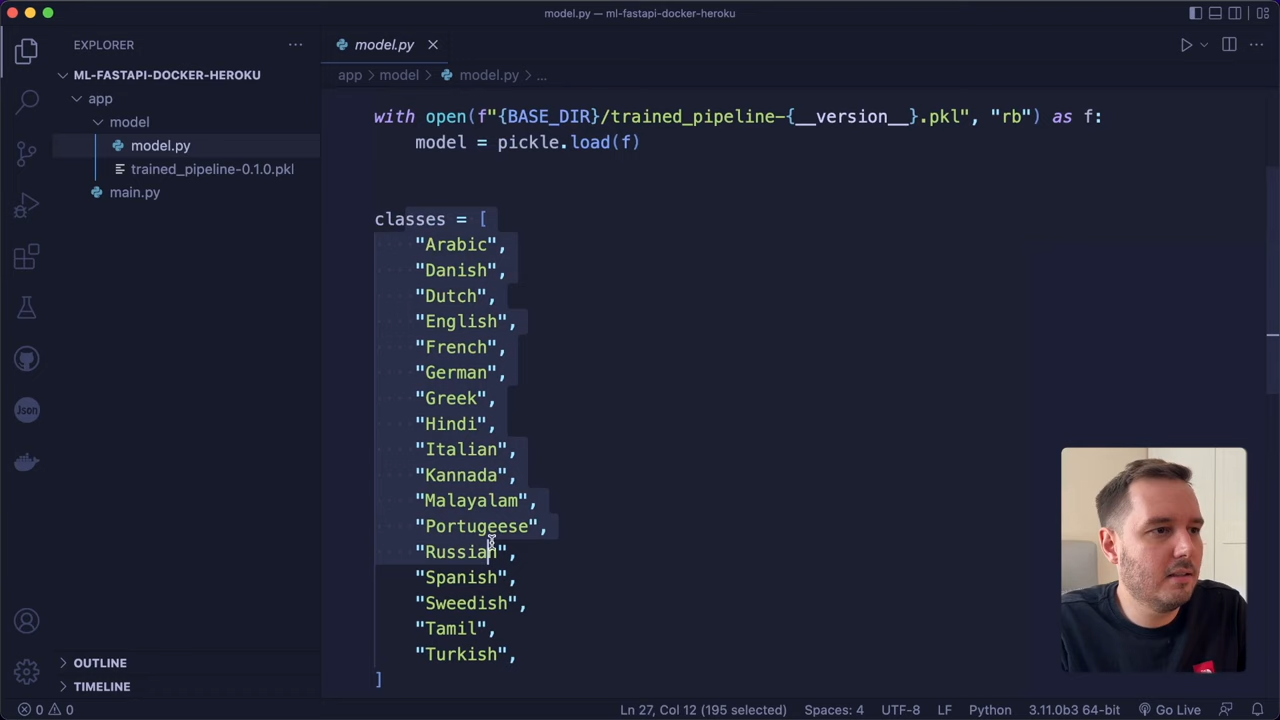 model.py — ml-fastapi-docker-heroku
EXPLORER
ML-FASTAPI-DOCKER-HEROKU
app
model
model.py
trained_pipeline-0.1.0.pkl
main.py
OUTLINE
TIMELINE
model.py
app > model > model.py > ...
with open(f"{BASE_DIR}/trained_pipeline-{__version__}.pkl", "rb") as f:
model = pickle.load(f)
classes = [
"Arabic",
"Danish",
"Dutch",
"English",
"French",
"German",
"Greek",
"Hindi",
"Italian",
"Kannada",
"Malayalam",
"Portugeese",
"Russian",
"Spanish",
"Sweedish",
"Tamil",
"Turkish",
]
Json
0 0 Ln 27, Col 12 (195 selected) Spaces: 4 UTF-8 LF Python 3.11.0b3 64-bit Go Live